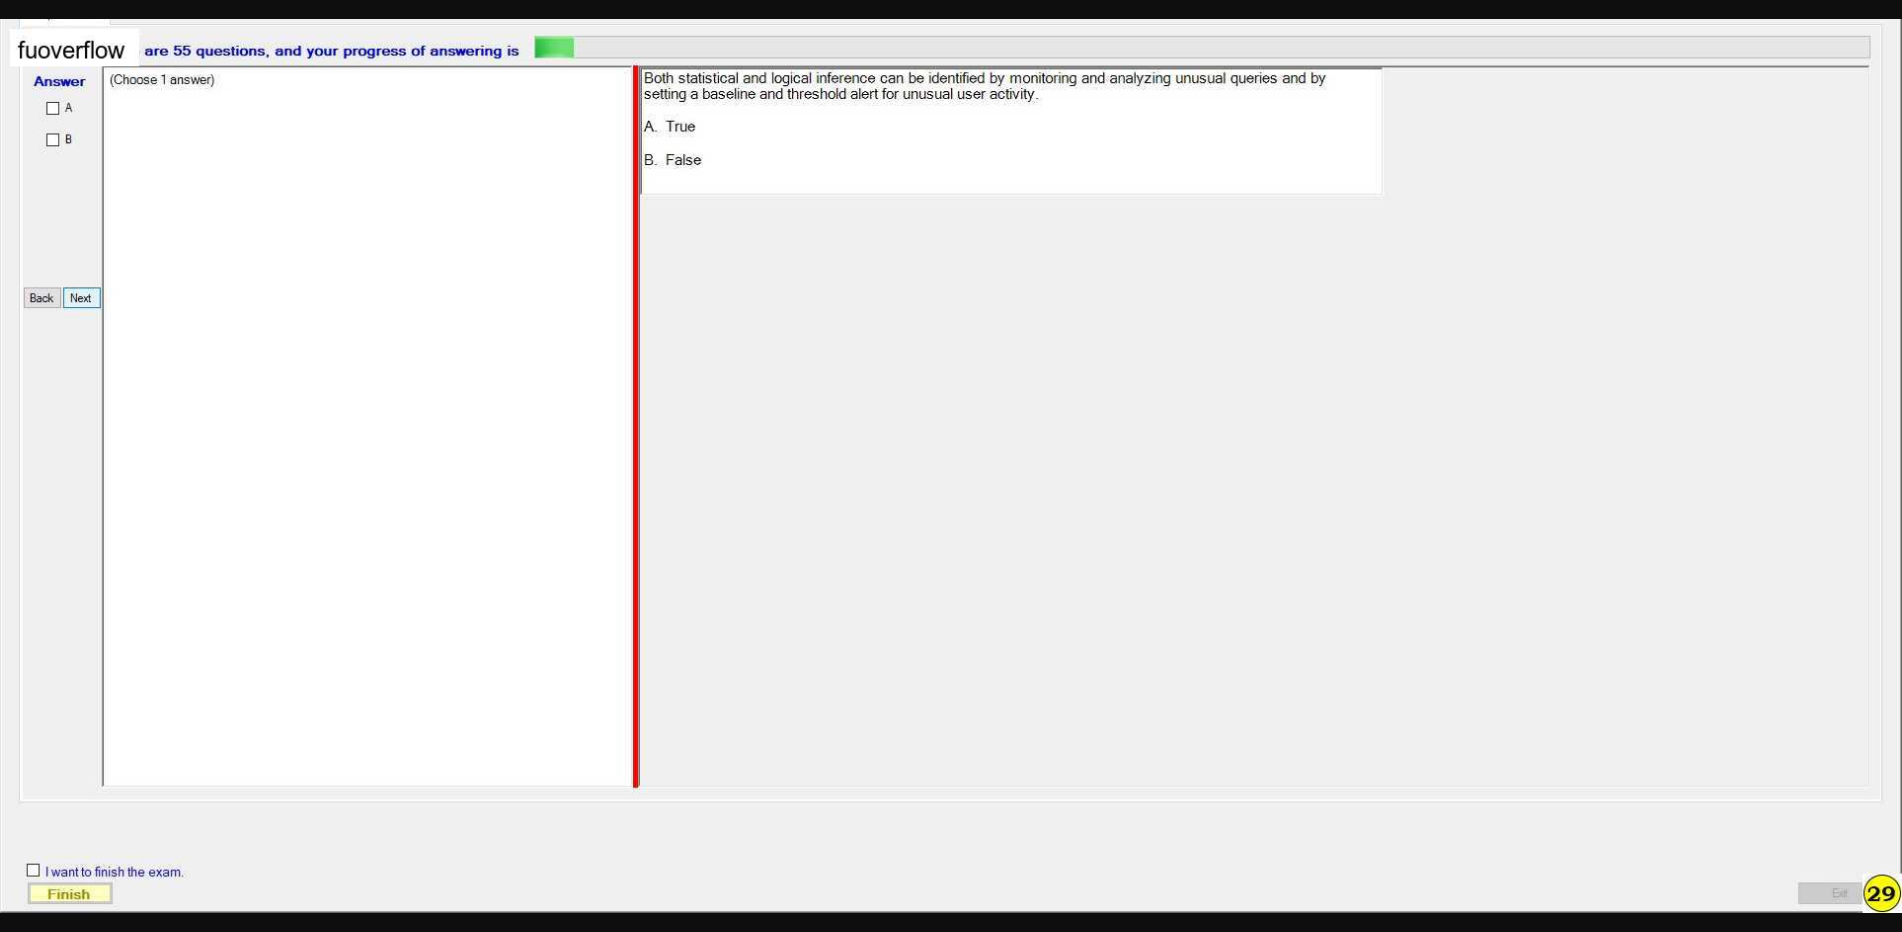 fuoverflow are 55 questions, and your progress of answering is
Answer
(Choose 1 answer)
A
B
Back Next
Both statistical and logical inference can be identified by monitoring and analyzing unusual queries and by
setting a baseline and threshold alert for unusual user activity.
A. True
B. False
I want to finish the exam.
Finish
Exit
29